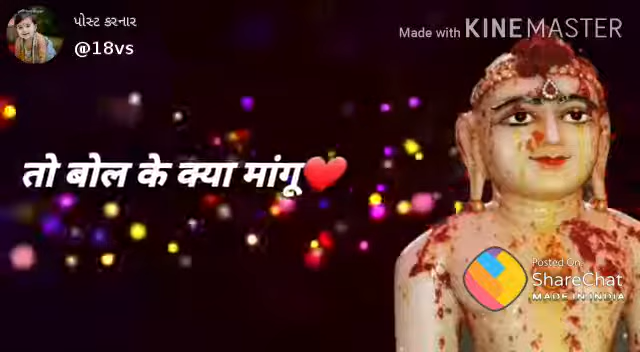 પોસ્ટ કરનાર
@18vs
Made with KINEMASTER
तो बोल के क्या मांगू❤️
Posted On
ShareChat
MADE IN INDIA